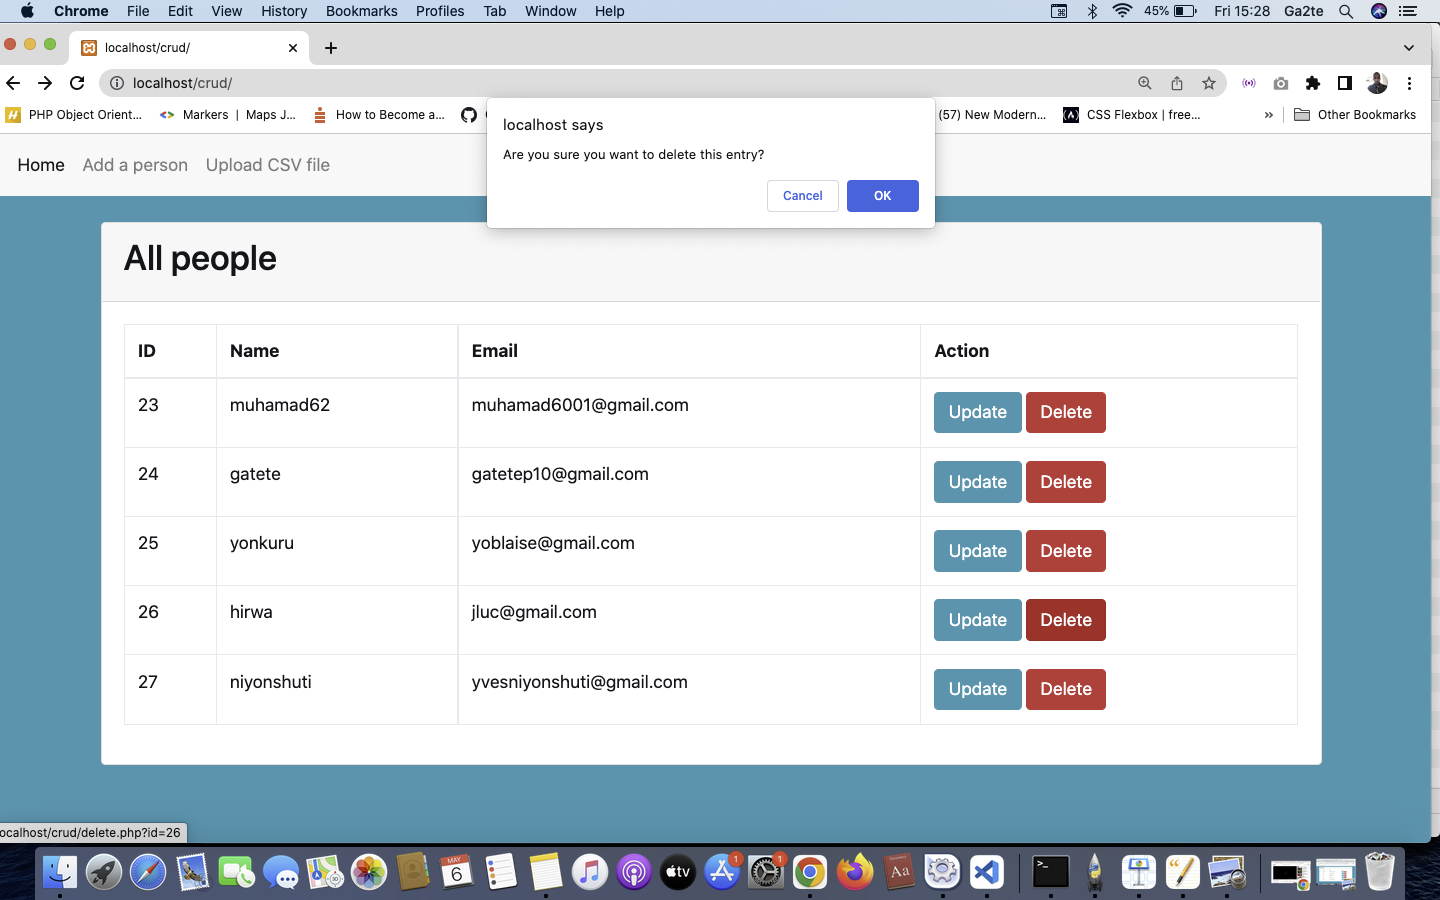 Chrome File Edit View History Bookmarks Profiles Tab Window Help 45% Fri 15:28 Ga2te
localhost/crud/
localhost/crud/
PHP Object Orient... Markers | Maps J... How to Become a... (57) New Modern... CSS Flexbox | free... » Other Bookmarks
localhost says
Are you sure you want to delete this entry?
Cancel OK
Home Add a person Upload CSV file
All people
ID Name Email Action
23 muhamad62 muhamad6001@gmail.com Update Delete
24 gatete gatetep10@gmail.com Update Delete
25 yonkuru yoblaise@gmail.com Update Delete
26 hirwa jluc@gmail.com Update Delete
27 niyonshuti yvesniyonshuti@gmail.com Update Delete
ocalhost/crud/delete.php?id=26
MAY
6
tv
1
1
Aa